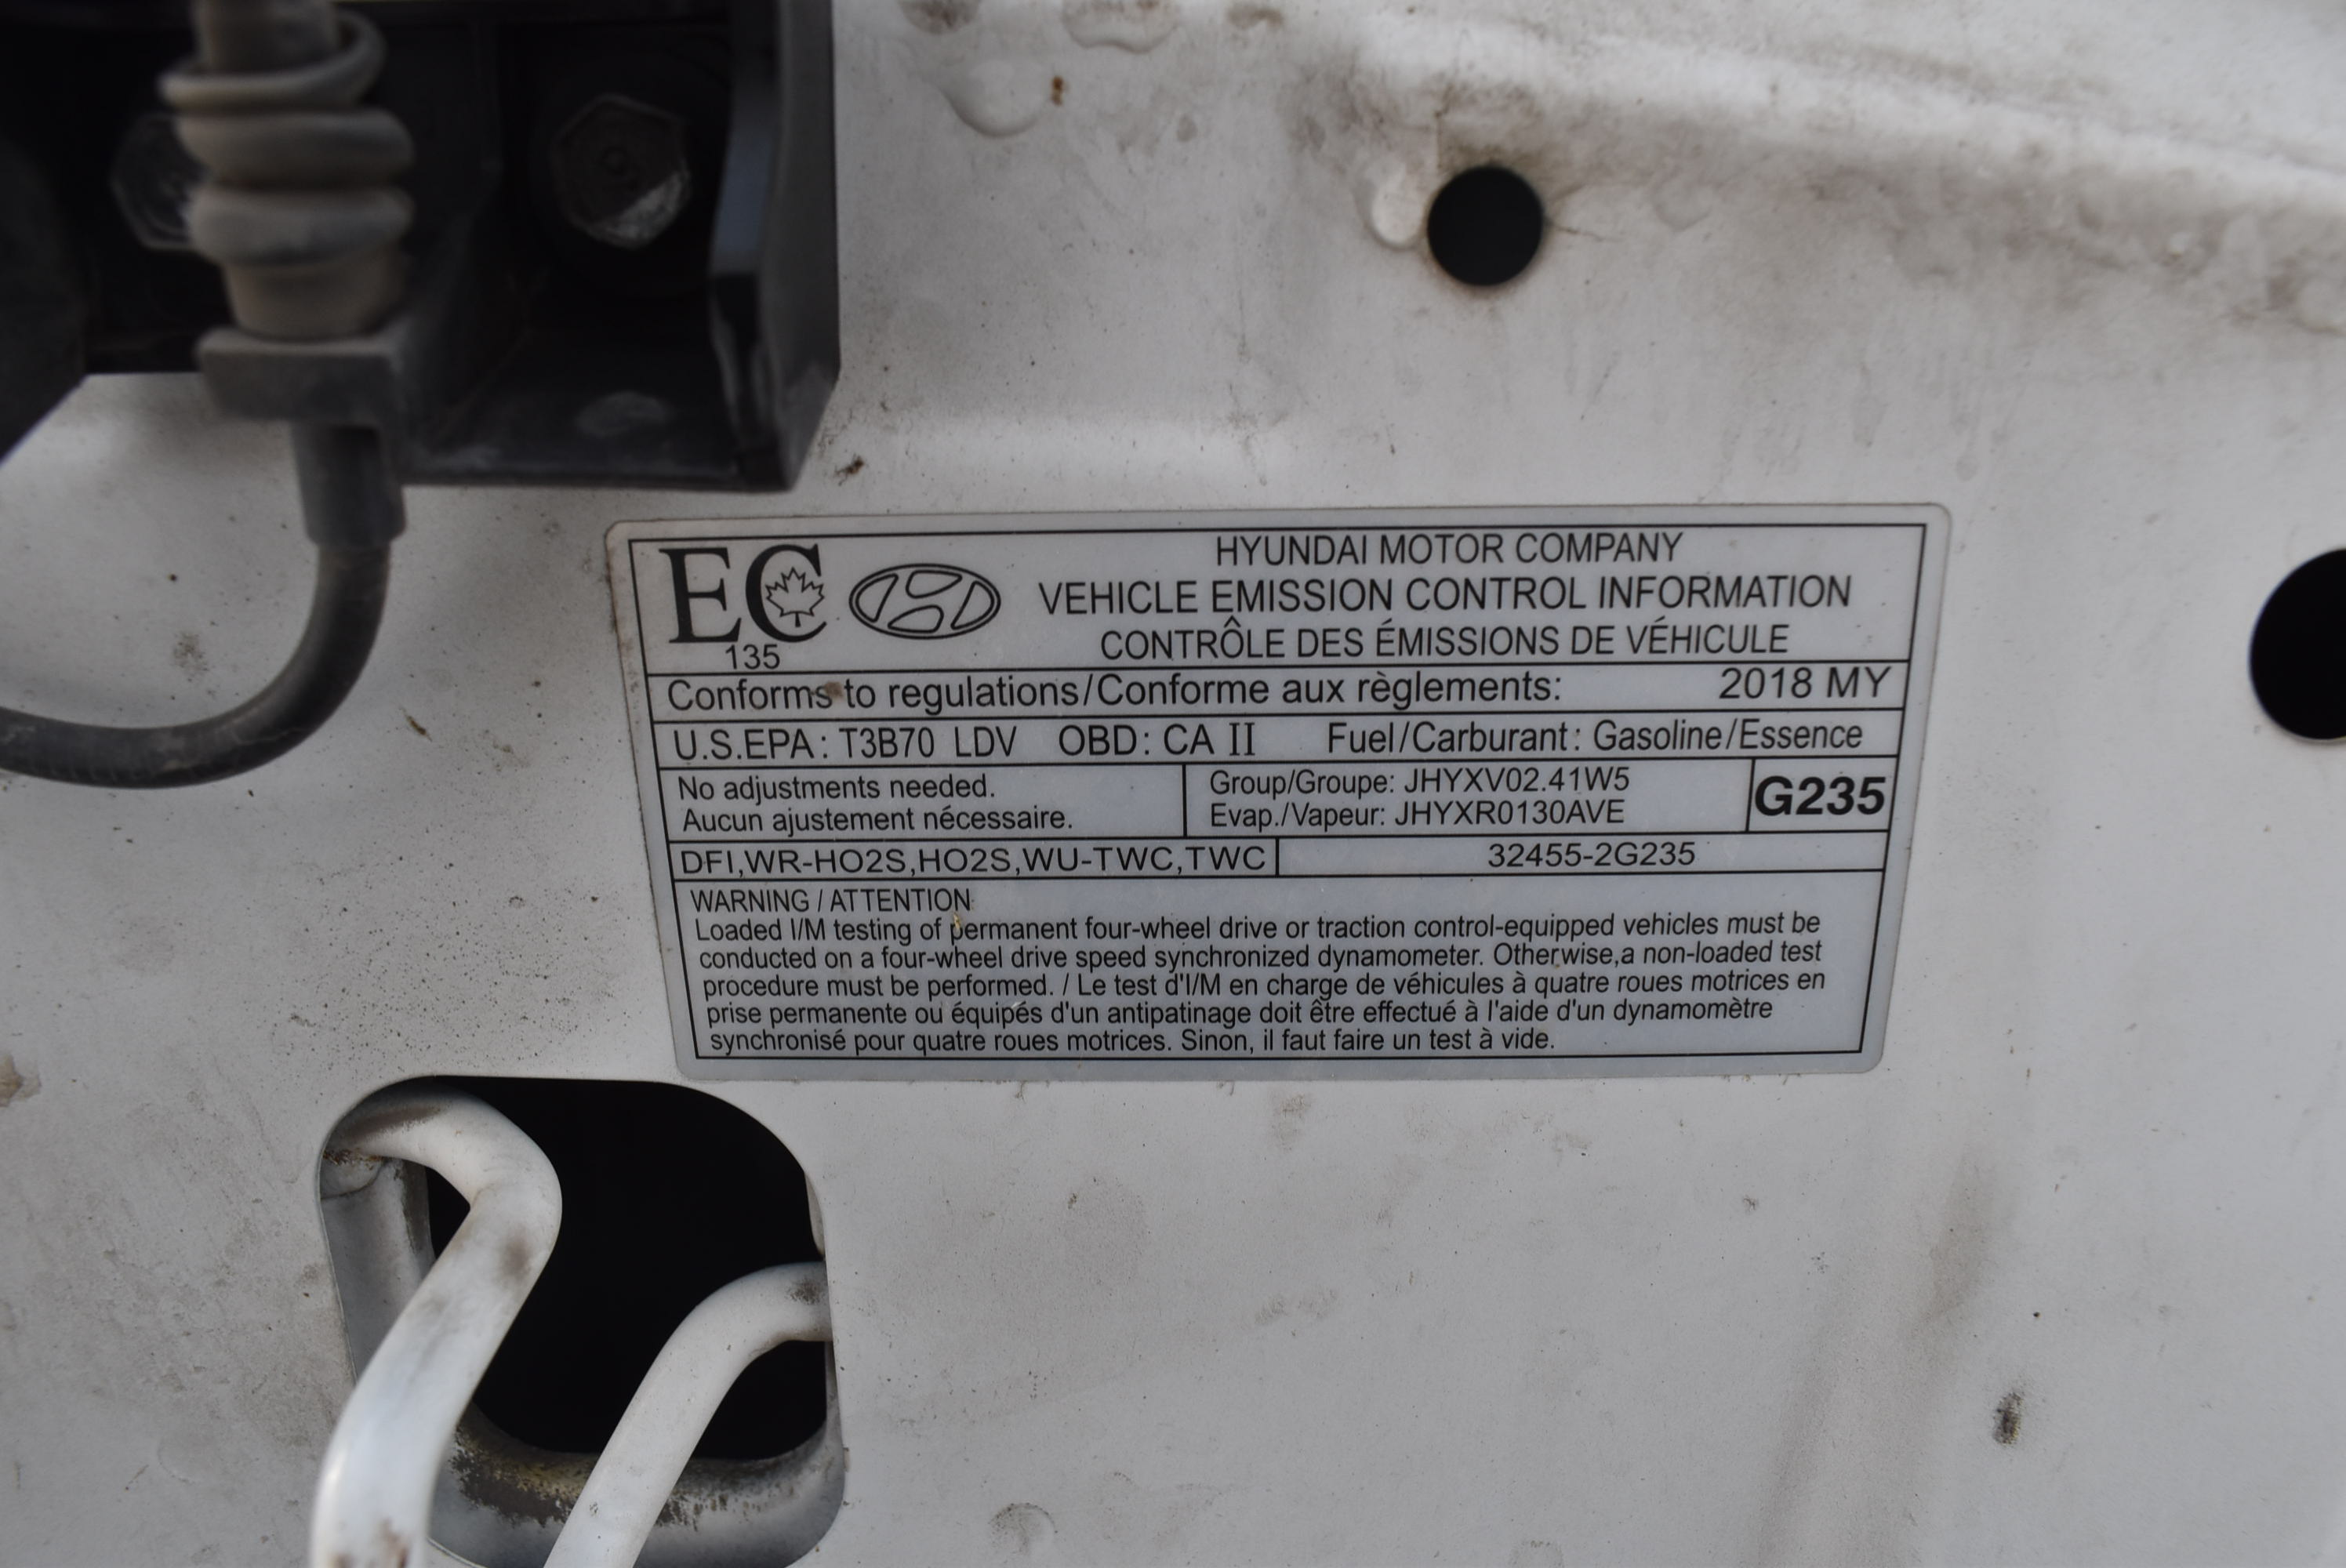 EC
135
HYUNDAI MOTOR COMPANY
VEHICLE EMISSION CONTROL INFORMATION
CONTRÔLE DES ÉMISSIONS DE VÉHICULE
Conforms to regulations/Conforme aux règlements: 2018 MY
U.S.EPA: T3B70 LDV OBD: CA II Fuel/Carburant: Gasoline/Essence
No adjustments needed.
Aucun ajustement nécessaire.
Group/Groupe: JHYXV02.41W5
Evap./Vapeur: JHYXR0130AVE
G235
DFI,WR-HO2S,HO2S,WU-TWC,TWC
32455-2G235
WARNING / ATTENTION
Loaded I/M testing of permanent four-wheel drive or traction control-equipped vehicles must be
conducted on a four-wheel drive speed synchronized dynamometer. Otherwise,a non-loaded test
procedure must be performed. / Le test d'I/M en charge de véhicules à quatre roues motrices en
prise permanente ou équipés d'un antipatinage doit être effectué à l'aide d'un dynamomètre
synchronisé pour quatre roues motrices. Sinon, il faut faire un test à vide.